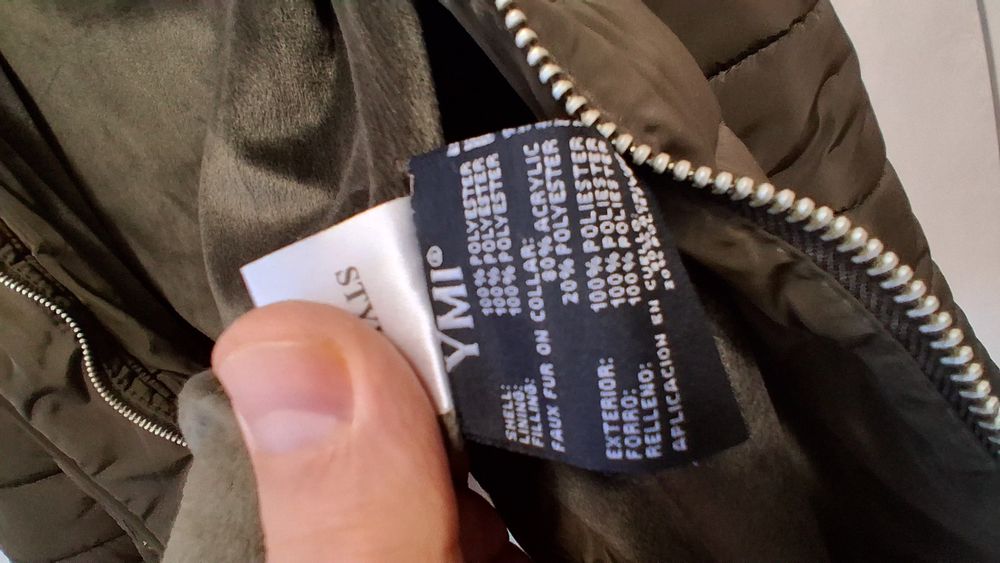 YMI®
SHELL: 100% POLYESTER
LINING: 100% POLYESTER
FILLING: 100% POLYESTER
FAUX FUR ON COLLAR:
80% ACRYLIC
20% POLYESTER
EXTERIOR: 100% POLIESTER
FORRO: 100% POLIESTER
RELLENO: 100% POLIESTER
APLICACION EN